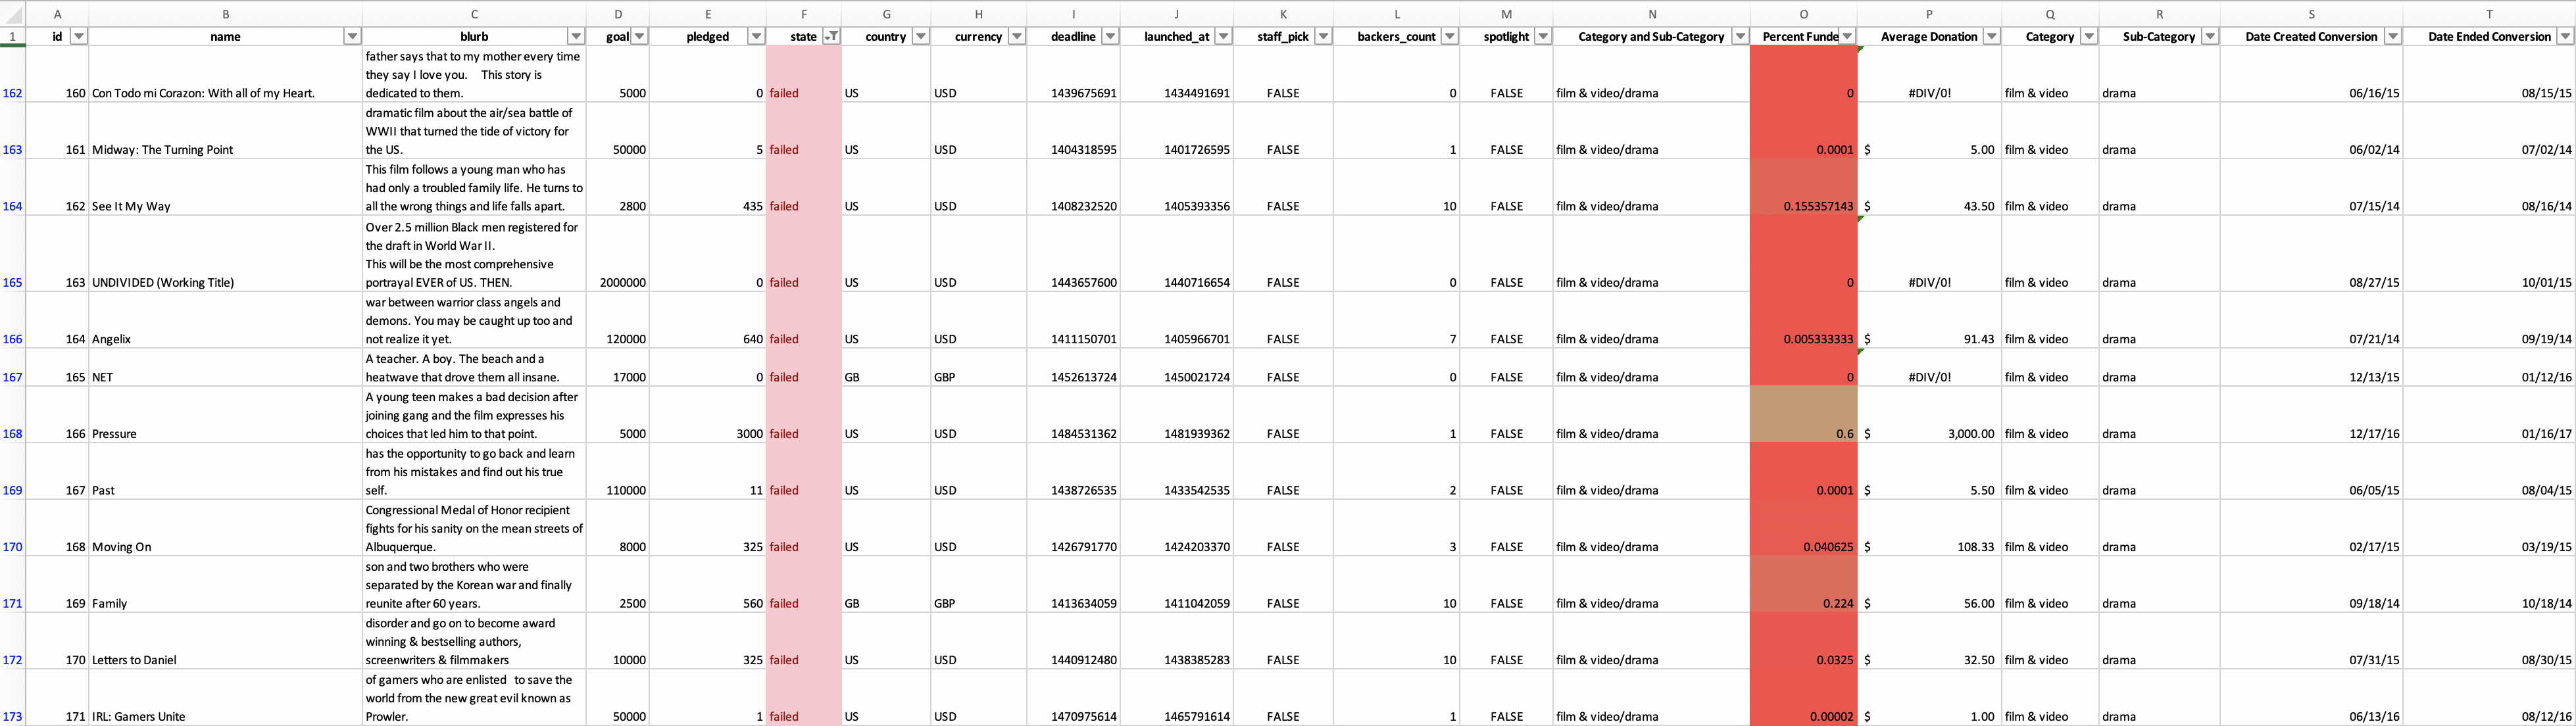 A B C D E F G H I J K L M N O P Q R S T
1 id name blurb goal pledged state country currency deadline launched_at staff_pick backers_count spotlight Category and Sub-Category Percent Funde Average Donation Category Sub-Category Date Created Conversion Date Ended Conversion
father says that to my mother every time
they say I love you. This story is
162 160 Con Todo mi Corazon: With all of my Heart. dedicated to them. 5000 0 failed US USD 1439675691 1434491691 FALSE 0 FALSE film & video/drama 0 #DIV/0! film & video drama 06/16/15 08/15/15
dramatic film about the air/sea battle of
WWII that turned the tide of victory for
163 161 Midway: The Turning Point the US. 50000 5 failed US USD 1404318595 1401726595 FALSE 1 FALSE film & video/drama 0.0001 $ 5.00 film & video drama 06/02/14 07/02/14
This film follows a young man who has
had only a troubled family life. He turns to
164 162 See It My Way all the wrong things and life falls apart. 2800 435 failed US USD 1408232520 1405393356 FALSE 10 FALSE film & video/drama 0.155357143 $ 43.50 film & video drama 07/15/14 08/16/14
Over 2.5 million Black men registered for
the draft in World War II.
This will be the most comprehensive
165 163 UNDIVIDED (Working Title) portrayal EVER of US. THEN. 2000000 0 failed US USD 1443657600 1440716654 FALSE 0 FALSE film & video/drama 0 #DIV/0! film & video drama 08/27/15 10/01/15
war between warrior class angels and
demons. You may be caught up too and
166 164 Angelix not realize it yet. 120000 640 failed US USD 1411150701 1405966701 FALSE 7 FALSE film & video/drama 0.005333333 $ 91.43 film & video drama 07/21/14 09/19/14
A teacher. A boy. The beach and a
167 165 NET heatwave that drove them all insane. 17000 0 failed GB GBP 1452613724 1450021724 FALSE 0 FALSE film & video/drama 0 #DIV/0! film & video drama 12/13/15 01/12/16
A young teen makes a bad decision after
joining gang and the film expresses his
168 166 Pressure choices that led him to that point. 5000 3000 failed US USD 1484531362 1481939362 FALSE 1 FALSE film & video/drama 0.6 $ 3,000.00 film & video drama 12/17/16 01/16/17
has the opportunity to go back and learn
from his mistakes and find out his true
169 167 Past self. 110000 11 failed US USD 1438726535 1433542535 FALSE 2 FALSE film & video/drama 0.0001 $ 5.50 film & video drama 06/05/15 08/04/15
Congressional Medal of Honor recipient
fights for his sanity on the mean streets of
170 168 Moving On Albuquerque. 8000 325 failed US USD 1426791770 1424203370 FALSE 3 FALSE film & video/drama 0.040625 $ 108.33 film & video drama 02/17/15 03/19/15
son and two brothers who were
separated by the Korean war and finally
171 169 Family reunite after 60 years. 2500 560 failed GB GBP 1413634059 1411042059 FALSE 10 FALSE film & video/drama 0.224 $ 56.00 film & video drama 09/18/14 10/18/14
disorder and go on to become award
winning & bestselling authors,
172 170 Letters to Daniel screenwriters & filmmakers 10000 325 failed US USD 1440912480 1438385283 FALSE 10 FALSE film & video/drama 0.0325 $ 32.50 film & video drama 07/31/15 08/30/15
of gamers who are enlisted to save the
world from the new great evil known as
173 171 IRL: Gamers Unite Prowler. 50000 1 failed US USD 1470975614 1465791614 FALSE 1 FALSE film & video/drama 0.00002 $ 1.00 film & video drama 06/13/16 08/12/16